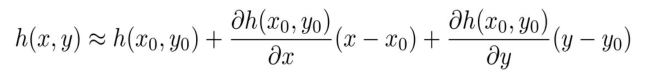 h(x, y) ≈ h(x₀, y₀) + ∂h(x₀, y₀)/∂x (x − x₀) + ∂h(x₀, y₀)/∂y (y − y₀)